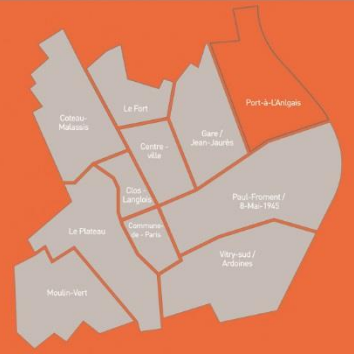 Port-à-L'Anlgais
Le Fort
Coteau-
Malassis
Gare /
Jean-Jaurès
Centre -
ville
Clos -
Langlois
Paul-Froment /
8-Mai-1945
Commune-
de - Paris
Le Plateau
Vitry-sud /
Ardoines
Moulin-Vert